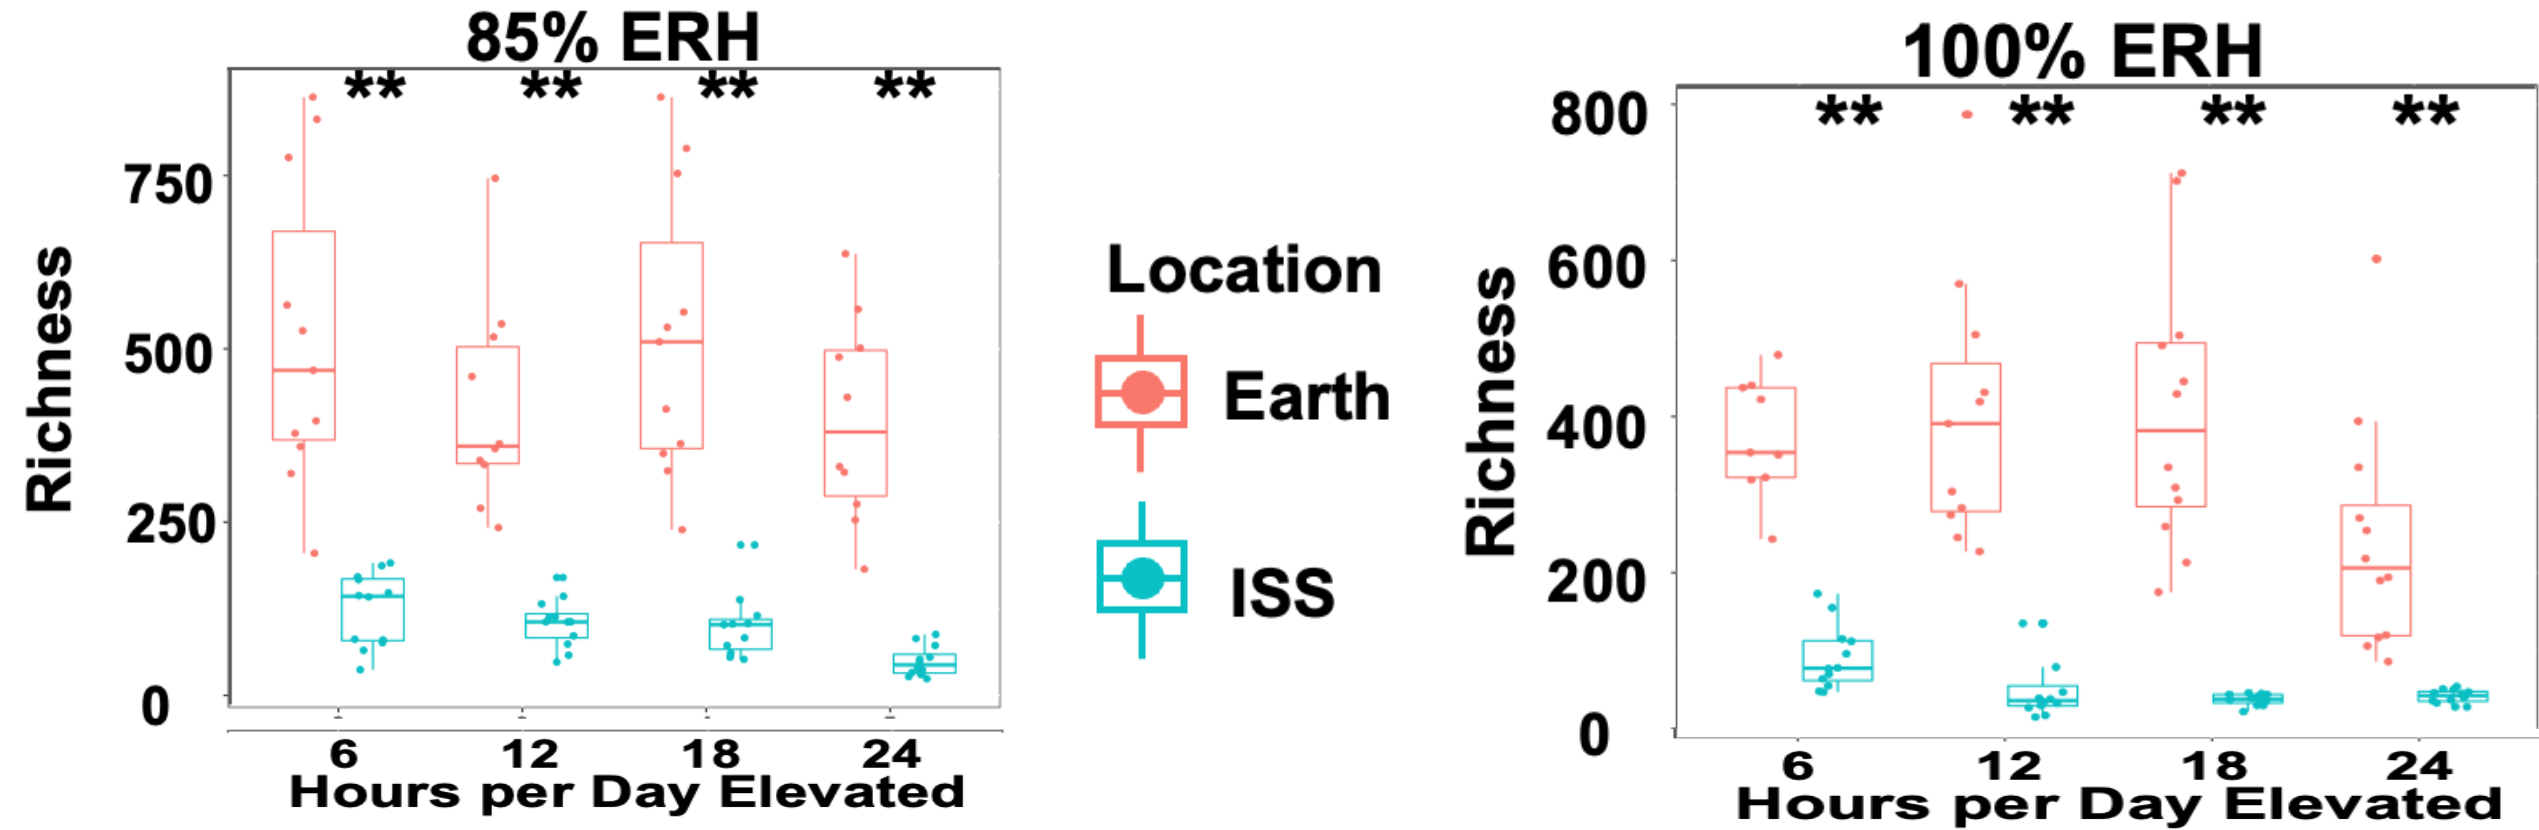 85% ERH
** ** ** **
750
500
250
0
Richness
6 12 18 24
Hours per Day Elevated
Location
Earth
ISS
100% ERH
** ** ** **
800
600
400
200
0
Richness
6 12 18 24
Hours per Day Elevated